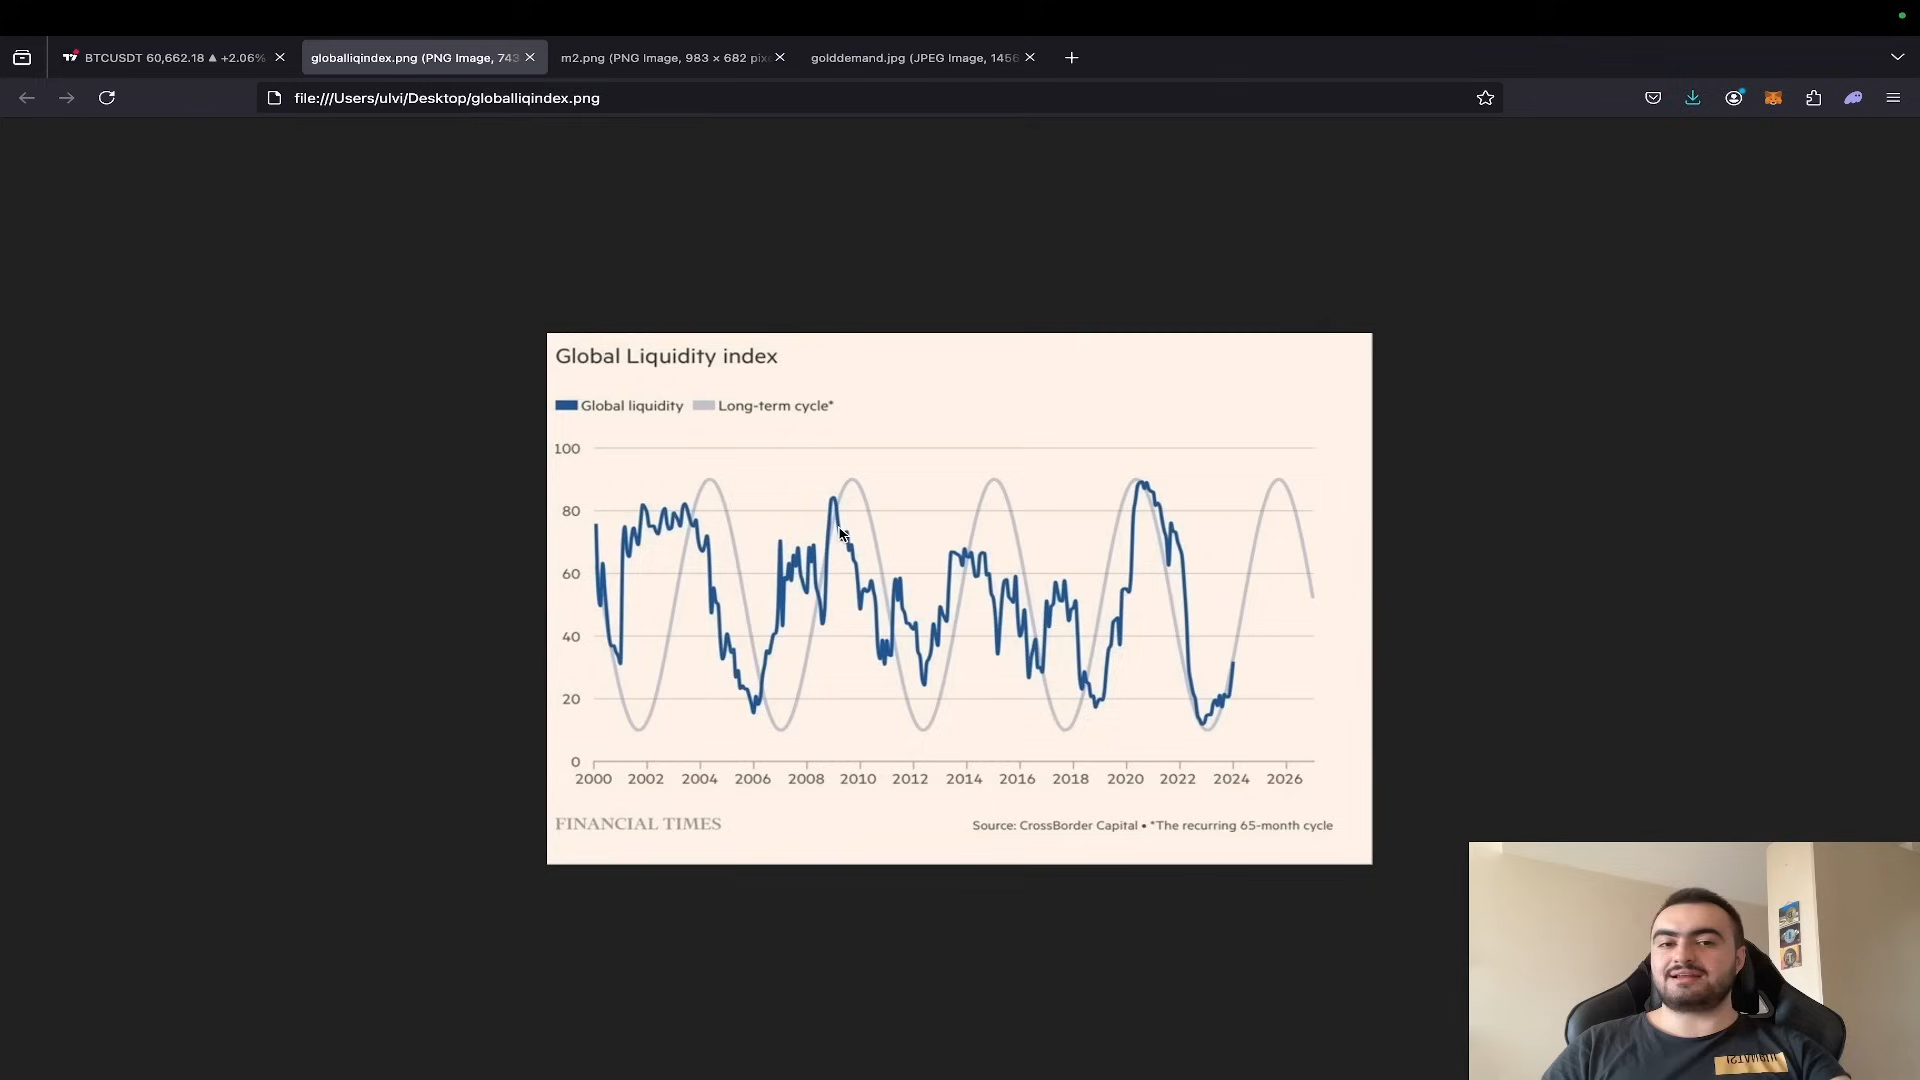 BTCUSDT 60,662.18 ▲ +2.06%
globalliqindex.png (PNG Image, 743
m2.png (PNG Image, 983 × 682 pix
golddemand.jpg (JPEG Image, 1456
file:///Users/ulvi/Desktop/globalliqindex.png
Global Liquidity index
Global liquidity Long-term cycle*
100
80
60
40
20
0
2000 2002 2004 2006 2008 2010 2012 2014 2016 2018 2020 2022 2024 2026
FINANCIAL TIMES
Source: CrossBorder Capital • *The recurring 65-month cycle